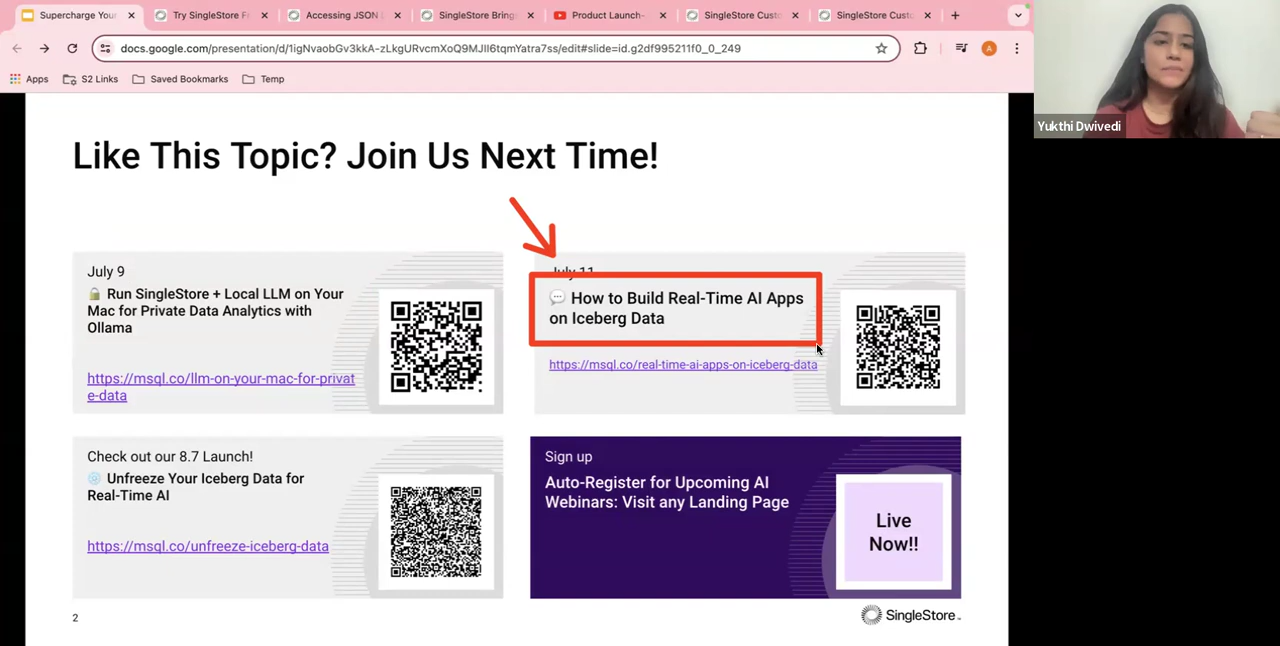 Supercharge Your
Try SingleStore F
Accessing JSON
SingleStore Bring
Product Launch-
SingleStore Custo
SingleStore Custo
docs.google.com/presentation/d/1igNvaobGv3kkA-zLkgURvcmXoQ9MJIl6tqmYatra7ss/edit#slide=id.g2df995211f0_0_249
A
Apps
S2 Links
Saved Bookmarks
Temp
Yukthi Dwivedi
Like This Topic? Join Us Next Time!
July 9
Run SingleStore + Local LLM on Your
Mac for Private Data Analytics with
Ollama
https://msql.co/llm-on-your-mac-for-privat
e-data
July 11
How to Build Real-Time AI Apps
on Iceberg Data
https://msql.co/real-time-ai-apps-on-iceberg-data
Check out our 8.7 Launch!
Unfreeze Your Iceberg Data for
Real-Time AI
https://msql.co/unfreeze-iceberg-data
Sign up
Auto-Register for Upcoming AI
Webinars: Visit any Landing Page
Live
Now!!
2
SingleStore